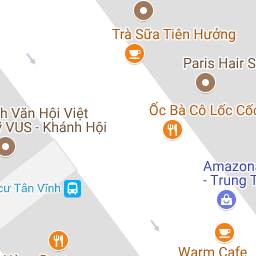 Trà Sữa Tiên Hưởng
Paris Hair S
Ốc Bà Cô Lốc Cốc
h Văn Hội Việt
VUS - Khánh Hội
Amazon
- Trung T
cư Tân Vĩnh
Warm Cafe